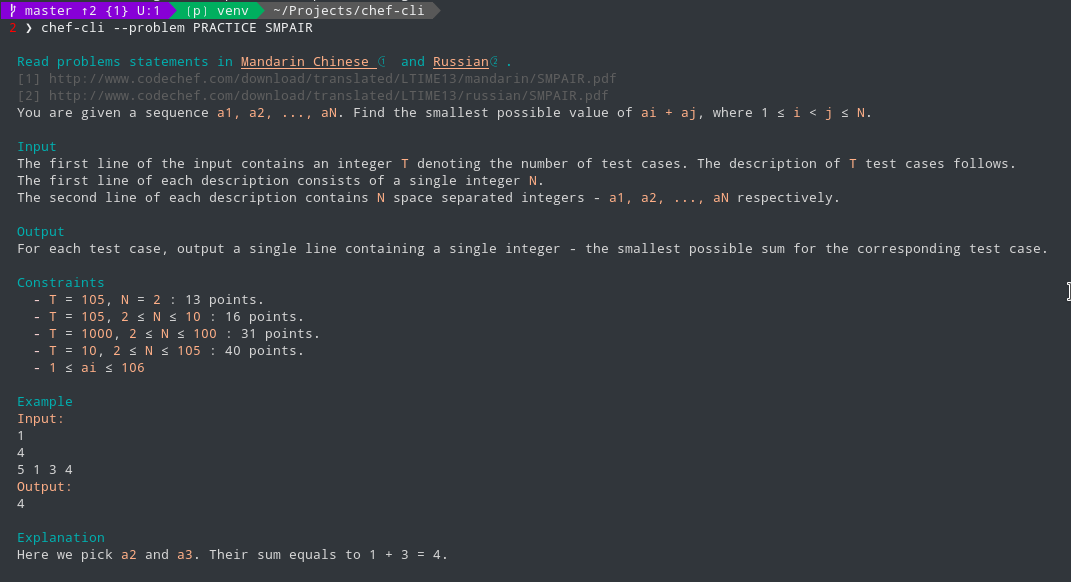 master ↑2 {1} U:1 (p) venv ~/Projects/chef-cli
2 ❯ chef-cli --problem PRACTICE SMPAIR
Read problems statements in Mandarin Chinese ① and Russian② .
[1] http://www.codechef.com/download/translated/LTIME13/mandarin/SMPAIR.pdf
[2] http://www.codechef.com/download/translated/LTIME13/russian/SMPAIR.pdf
You are given a sequence a1, a2, ..., aN. Find the smallest possible value of ai + aj, where 1 ≤ i < j ≤ N.
Input
The first line of the input contains an integer T denoting the number of test cases. The description of T test cases follows.
The first line of each description consists of a single integer N.
The second line of each description contains N space separated integers - a1, a2, ..., aN respectively.
Output
For each test case, output a single line containing a single integer - the smallest possible sum for the corresponding test case.
Constraints
- T = 105, N = 2 : 13 points.
- T = 105, 2 ≤ N ≤ 10 : 16 points.
- T = 1000, 2 ≤ N ≤ 100 : 31 points.
- T = 10, 2 ≤ N ≤ 105 : 40 points.
- 1 ≤ ai ≤ 106
Example
Input:
1
4
5 1 3 4
Output:
4
Explanation
Here we pick a2 and a3. Their sum equals to 1 + 3 = 4.